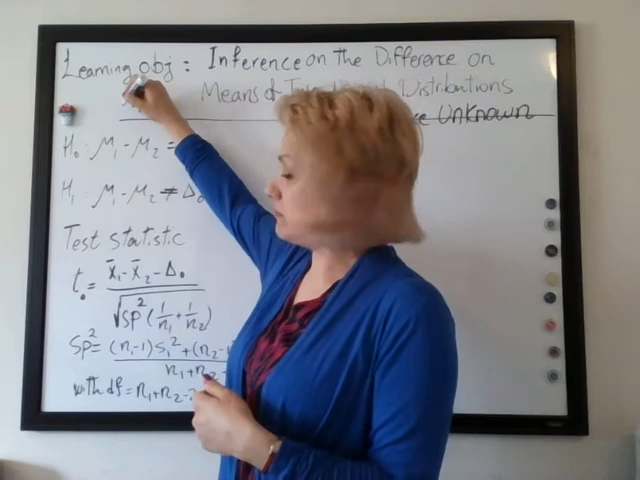 Learning obj : Inference on the Difference on
Means of Two Normal Distributions
Unknown
H₀: μ₁ - μ₂ =
H₁: μ₁ - μ₂ ≠ Δ₀
Test statistic
t₀ = x̄₁ - x̄₂ - Δ₀ / √Sp² (1/n₁ + 1/n₂)
Sp² = (n₁-1) S₁² + (n₂-1 / n₁ + n₂ -
with df = n₁ + n₂ - 2